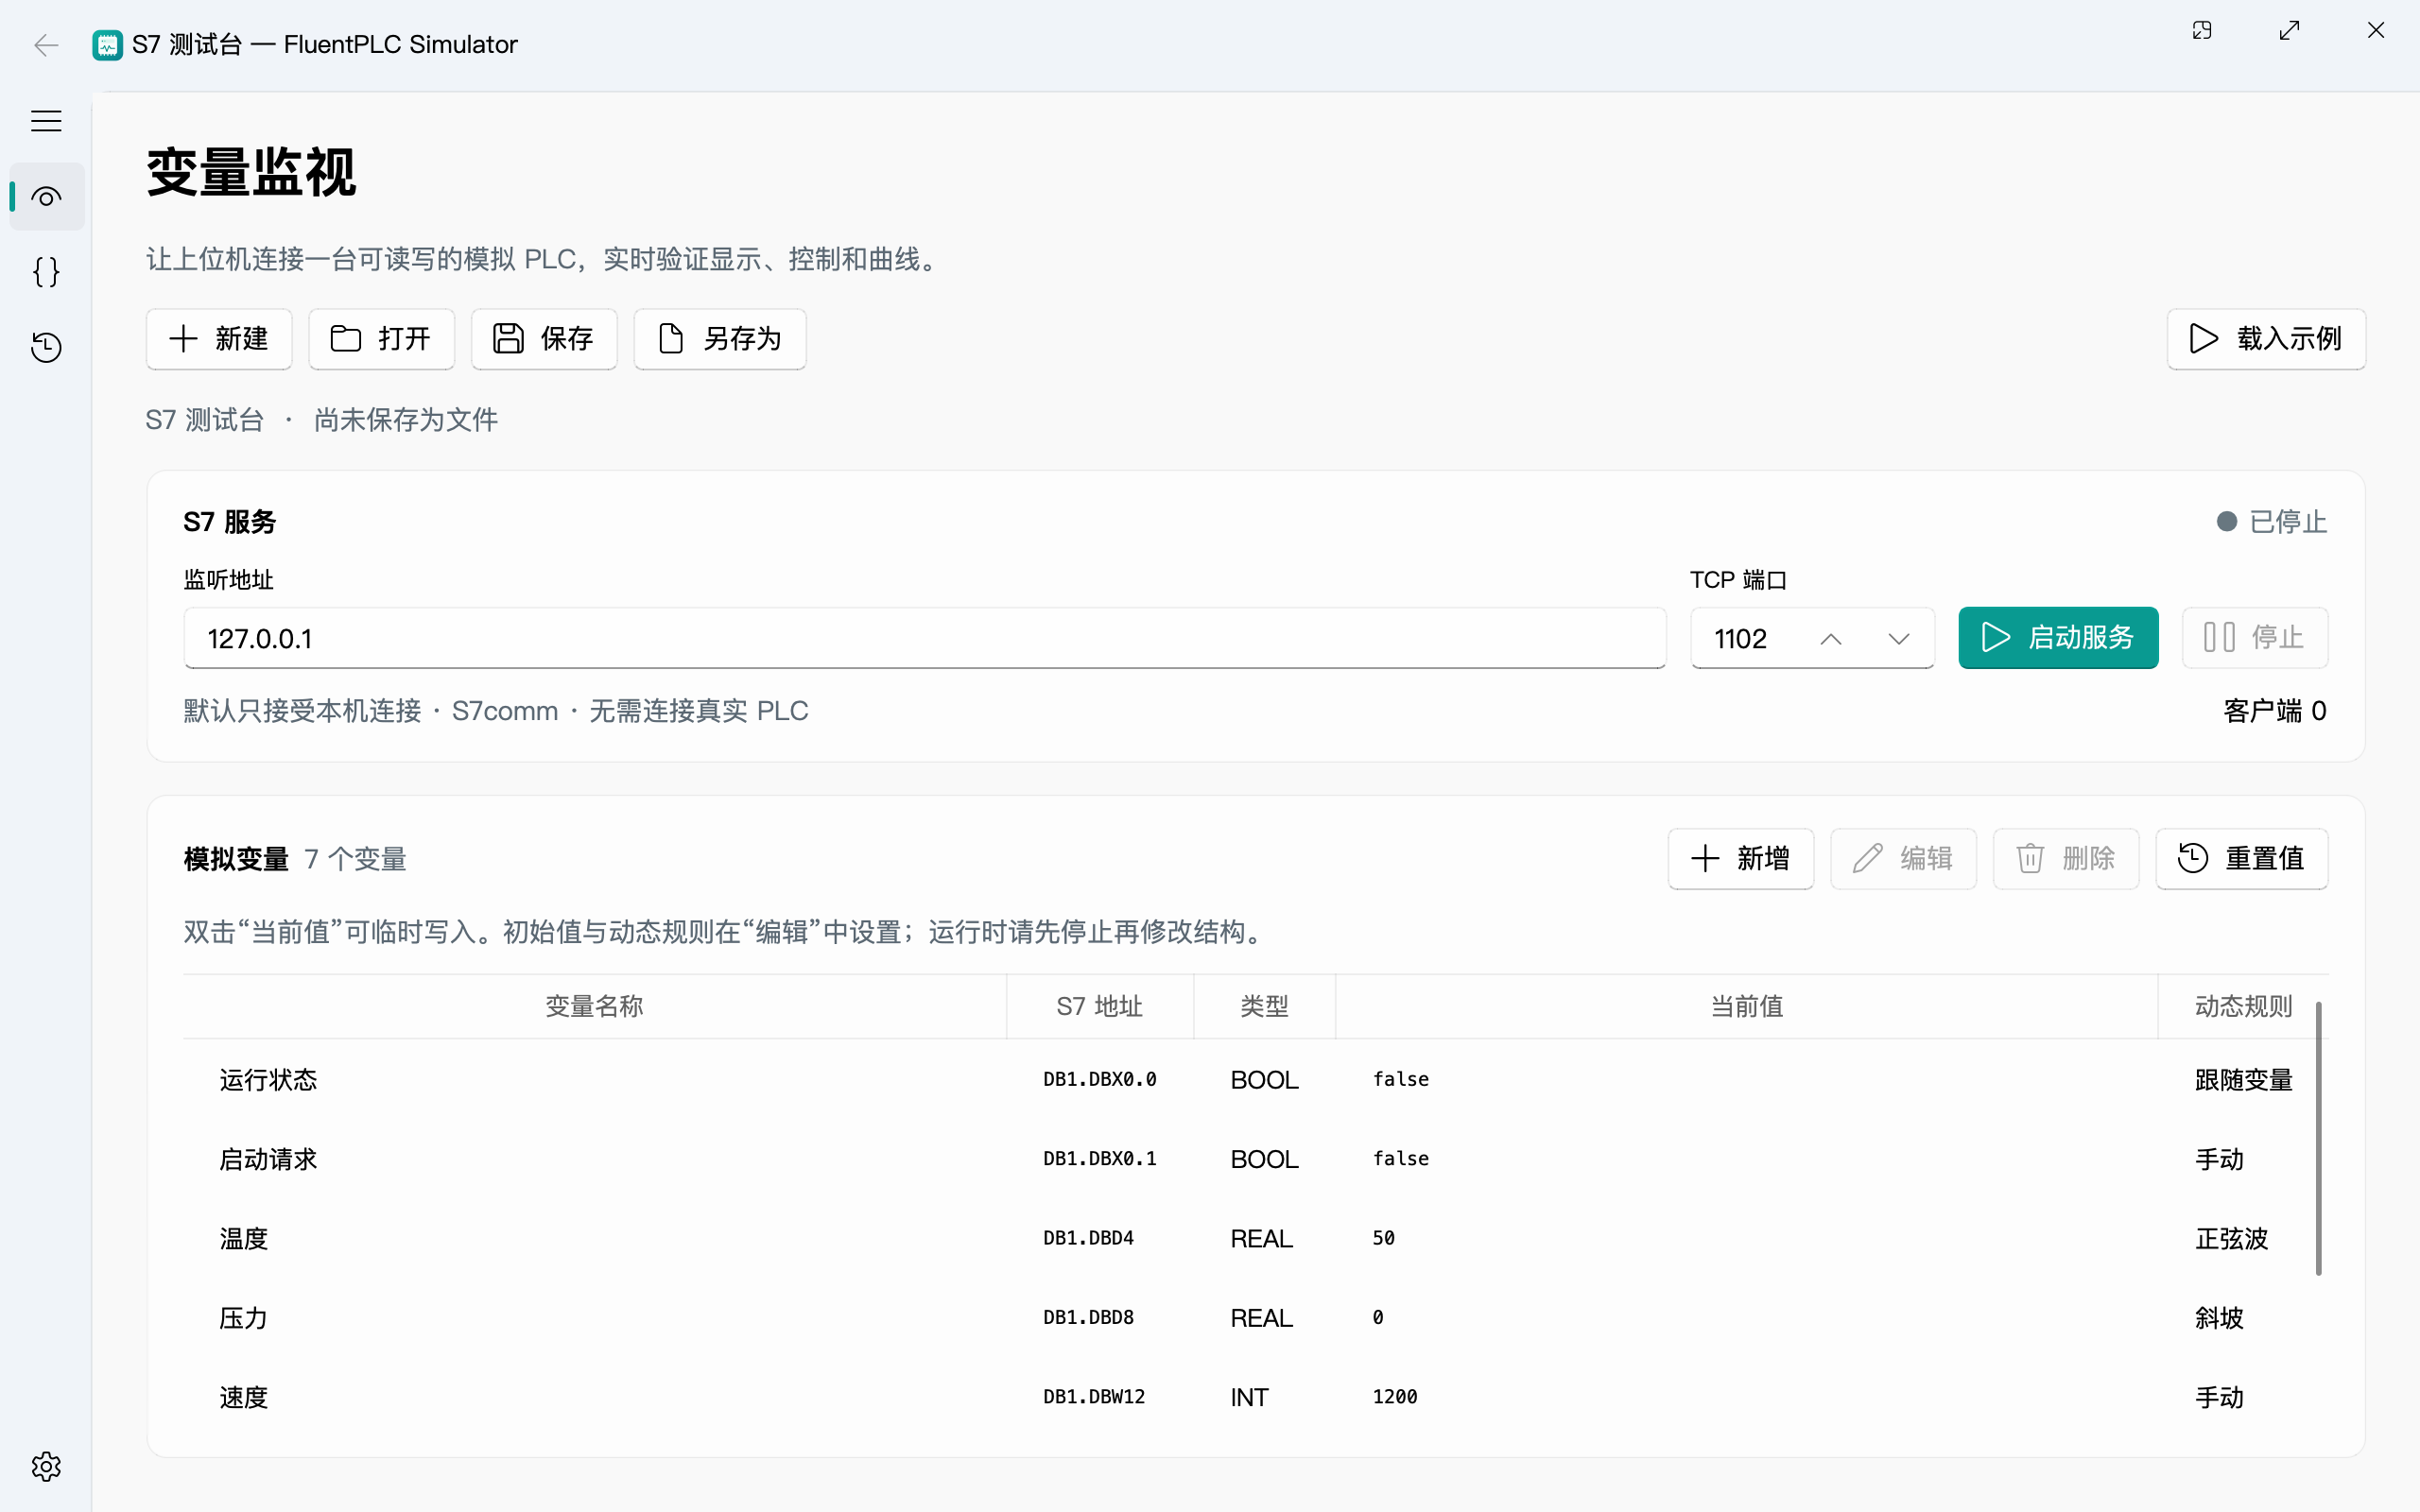 S7 测试台 — FluentPLC Simulator
变量监视
让上位机连接一台可读写的模拟 PLC，实时验证显示、控制和曲线。
新建 打开 保存 另存为 载入示例
S7 测试台 · 尚未保存为文件
S7 服务 已停止
监听地址 TCP 端口
127.0.0.1 1102 启动服务 停止
默认只接受本机连接 · S7comm · 无需连接真实 PLC 客户端 0
模拟变量 7 个变量 新增 编辑 删除 重置值
双击“当前值”可临时写入。初始值与动态规则在“编辑”中设置；运行时请先停止再修改结构。
变量名称 S7 地址 类型 当前值 动态规则
运行状态 DB1.DBX0.0 BOOL false 跟随变量
启动请求 DB1.DBX0.1 BOOL false 手动
温度 DB1.DBD4 REAL 50 正弦波
压力 DB1.DBD8 REAL 0 斜坡
速度 DB1.DBW12 INT 1200 手动